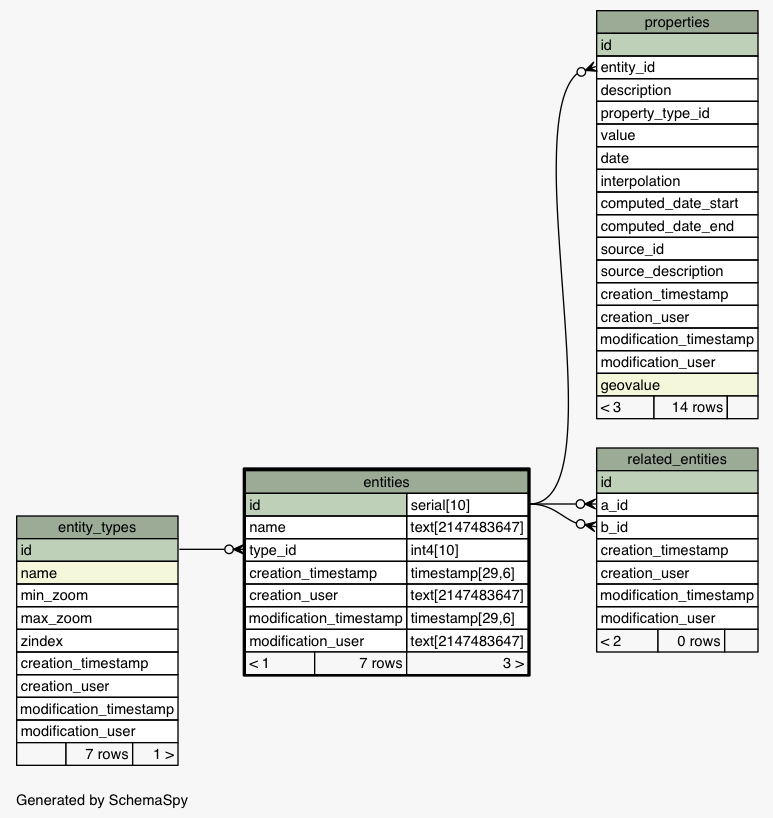 properties
id
entity_id
description
property_type_id
value
date
interpolation
computed_date_start
computed_date_end
source_id
source_description
creation_timestamp
creation_user
modification_timestamp
modification_user
geovalue
< 3 14 rows
related_entities
id
a_id
b_id
creation_timestamp
creation_user
modification_timestamp
modification_user
< 2 0 rows
entities
id serial[10]
name text[2147483647]
type_id int4[10]
creation_timestamp timestamp[29,6]
creation_user text[2147483647]
modification_timestamp timestamp[29,6]
modification_user text[2147483647]
< 1 7 rows 3 >
entity_types
id
name
min_zoom
max_zoom
zindex
creation_timestamp
creation_user
modification_timestamp
modification_user
7 rows 1 >
Generated by SchemaSpy